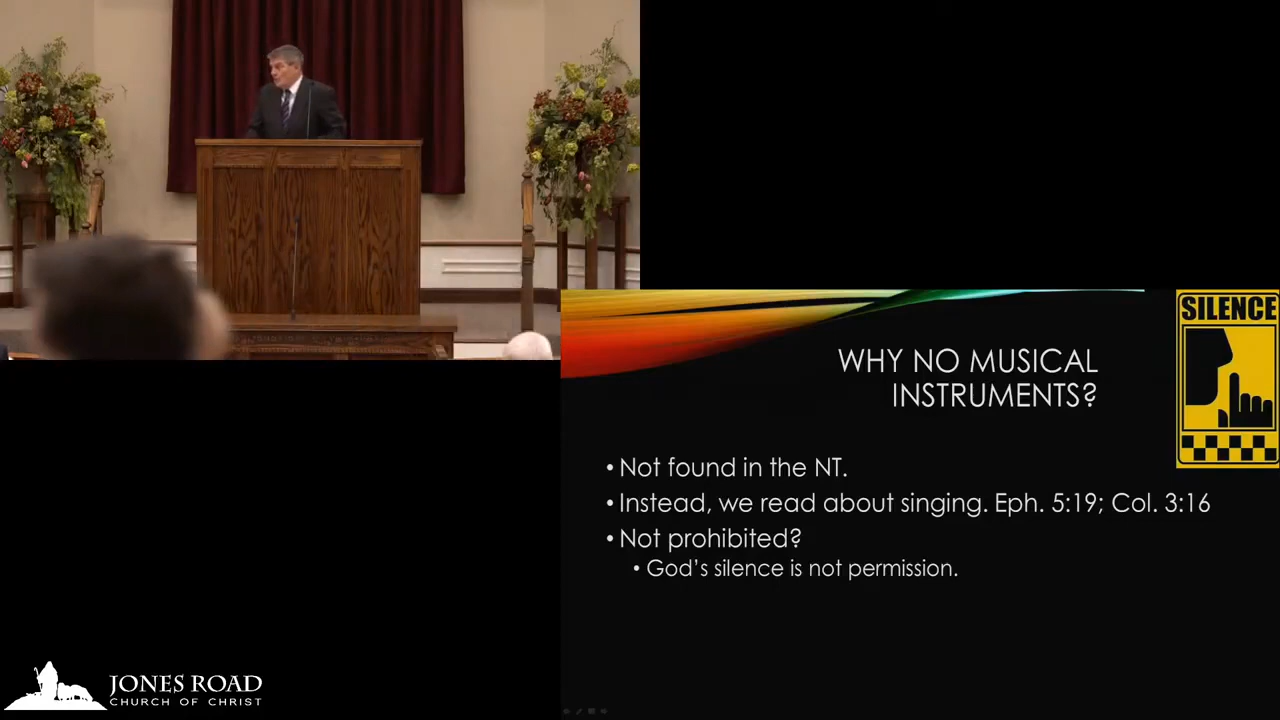 SILENCE
WHY NO MUSICAL
INSTRUMENTS?
• Not found in the NT.
• Instead, we read about singing. Eph. 5:19; Col. 3:16
• Not prohibited?
• God's silence is not permission.
JONES ROAD
CHURCH OF CHRIST